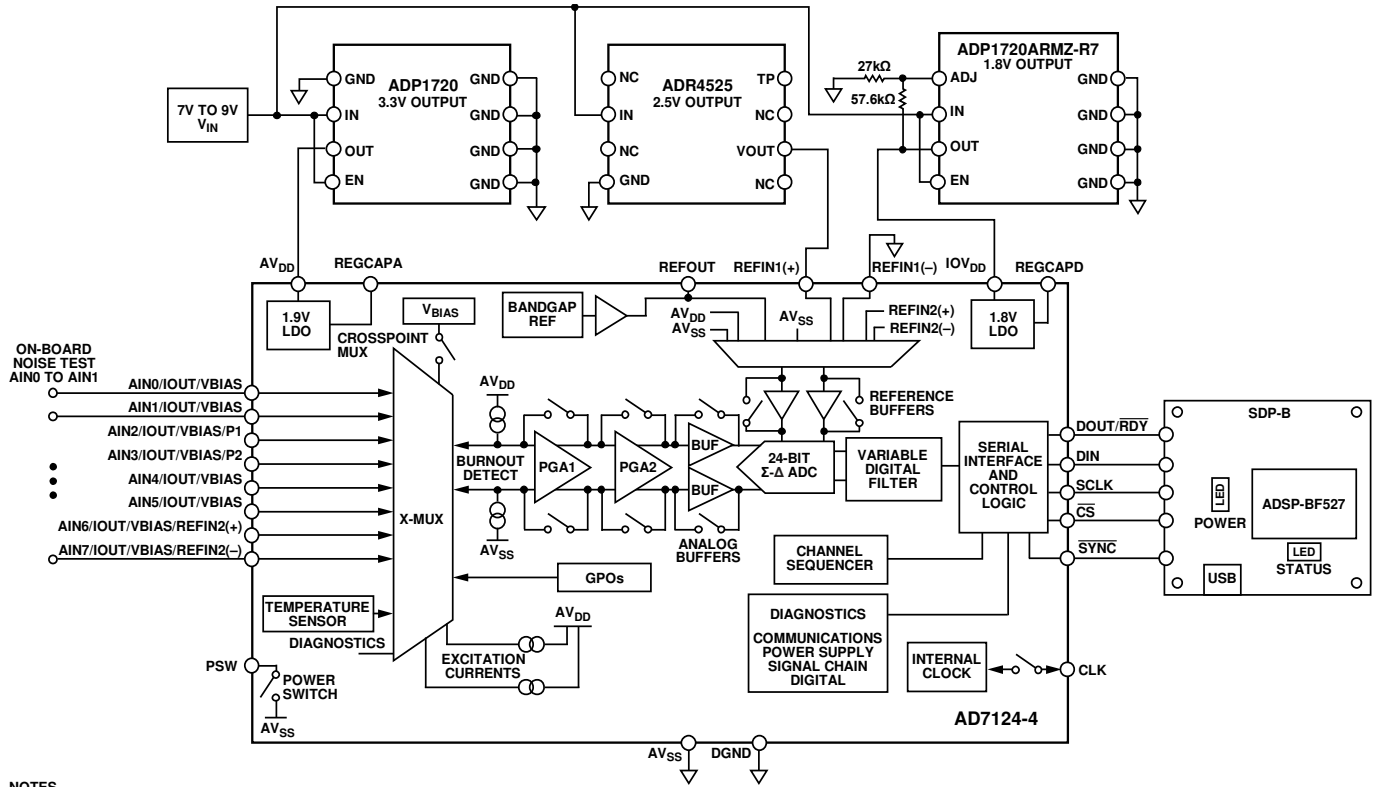 ADP1720
3.3V OUTPUT
GND
IN
OUT
EN
GND
GND
GND
GND
ADR4525
2.5V OUTPUT
NC
IN
NC
GND
TP
NC
VOUT
NC
ADP1720ARMZ-R7
1.8V OUTPUT
27kΩ
57.6kΩ
ADJ
IN
OUT
EN
GND
GND
GND
GND
7V TO 9V
VIN
AVDD
REGCAPA
REFOUT
REFIN1(+)
REFIN1(–)
IOVDD
REGCAPD
1.9V
LDO
CROSSPOINT
MUX
VBIAS
BANDGAP
REF
AVDD
AVSS
AVSS
REFIN2(+)
REFIN2(–)
1.8V
LDO
ON-BOARD
NOISE TEST
AIN0 TO AIN1
AIN0/IOUT/VBIAS
AIN1/IOUT/VBIAS
AIN2/IOUT/VBIAS/P1
AIN3/IOUT/VBIAS/P2
AIN4/IOUT/VBIAS
AIN5/IOUT/VBIAS
AIN6/IOUT/VBIAS/REFIN2(+)
AIN7/IOUT/VBIAS/REFIN2(–)
X-MUX
AVDD
BURNOUT
DETECT
AVSS
PGA1
PGA2
BUF
BUF
ANALOG
BUFFERS
REFERENCE
BUFFERS
24-BIT
Σ-Δ ADC
VARIABLE
DIGITAL
FILTER
SERIAL
INTERFACE
AND
CONTROL
LOGIC
DOUT/RDY
DIN
SCLK
CS
SYNC
SDP-B
LED
POWER
ADSP-BF527
LED
STATUS
USB
GPOs
CHANNEL
SEQUENCER
TEMPERATURE
SENSOR
DIAGNOSTICS
AVDD
EXCITATION
CURRENTS
DIAGNOSTICS
COMMUNICATIONS
POWER SUPPLY
SIGNAL CHAIN
DIGITAL
INTERNAL
CLOCK
CLK
PSW
POWER
SWITCH
AVSS
AD7124-4
AVSS
DGND
NOTES